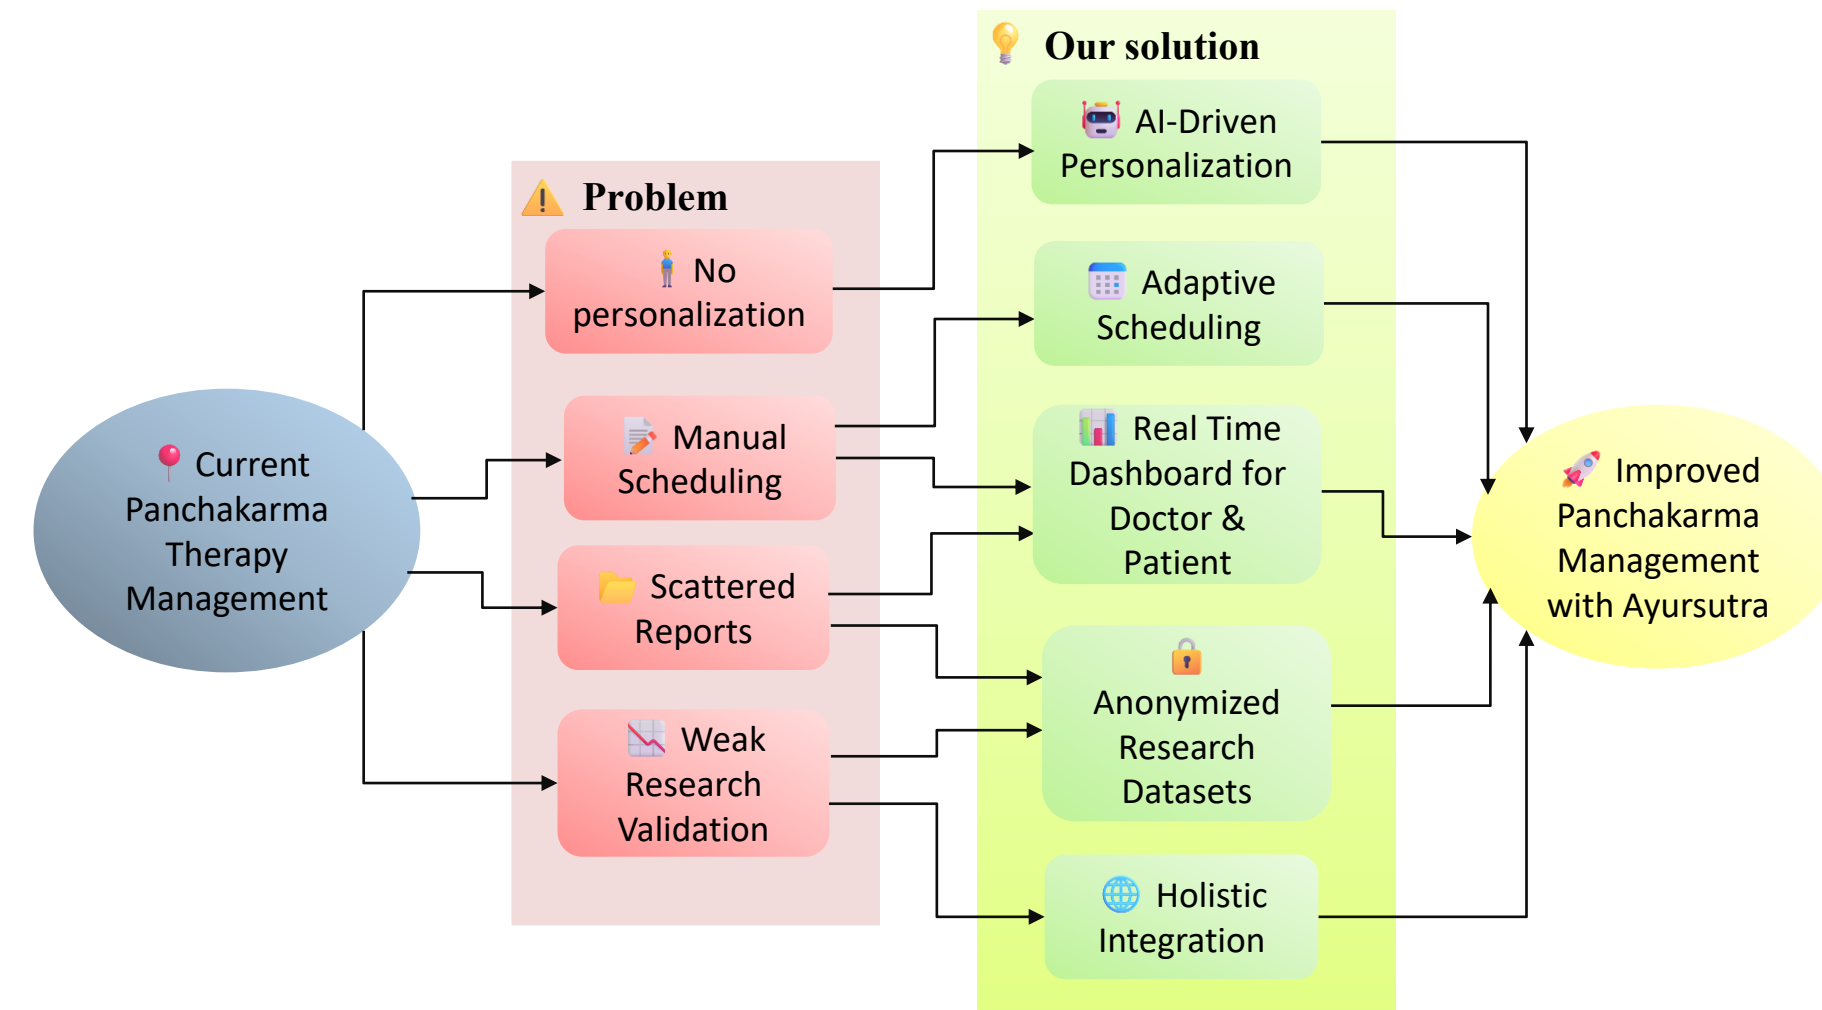 Current
Panchakarma
Therapy
Management
Problem
No
personalization
Manual
Scheduling
Scattered
Reports
Weak
Research
Validation
Our solution
AI-Driven
Personalization
Adaptive
Scheduling
Real Time
Dashboard for
Doctor &
Patient
Anonymized
Research
Datasets
Holistic
Integration
Improved
Panchakarma
Management
with Ayursutra